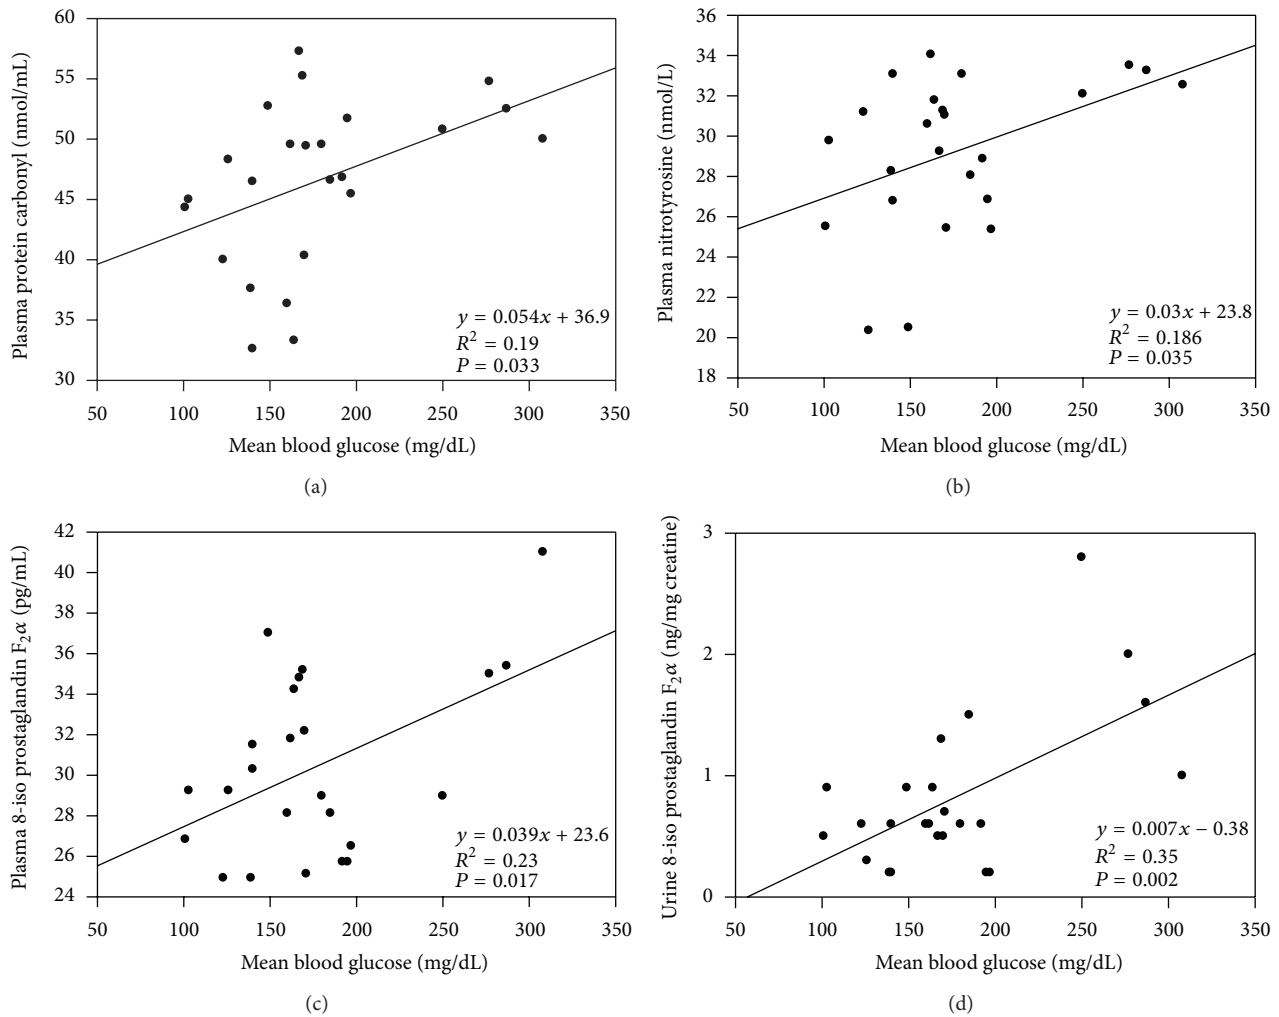 Plasma protein carbonyl (nmol/mL)
60
55
50
45
40
35
30
y = 0.054x + 36.9
R² = 0.19
P = 0.033
50 100 150 200 250 300 350
Mean blood glucose (mg/dL)
(a)
Plasma nitrotyrosine (nmol/L)
36
34
32
30
28
26
24
22
20
18
y = 0.03x + 23.8
R² = 0.186
P = 0.035
50 100 150 200 250 300 350
Mean blood glucose (mg/dL)
(b)
Plasma 8-iso prostaglandin F₂α (pg/mL)
42
40
38
36
34
32
30
28
26
24
y = 0.039x + 23.6
R² = 0.23
P = 0.017
50 100 150 200 250 300 350
Mean blood glucose (mg/dL)
(c)
Urine 8-iso prostaglandin F₂α (ng/mg creatine)
3
2
1
0
y = 0.007x − 0.38
R² = 0.35
P = 0.002
50 100 150 200 250 300 350
Mean blood glucose (mg/dL)
(d)